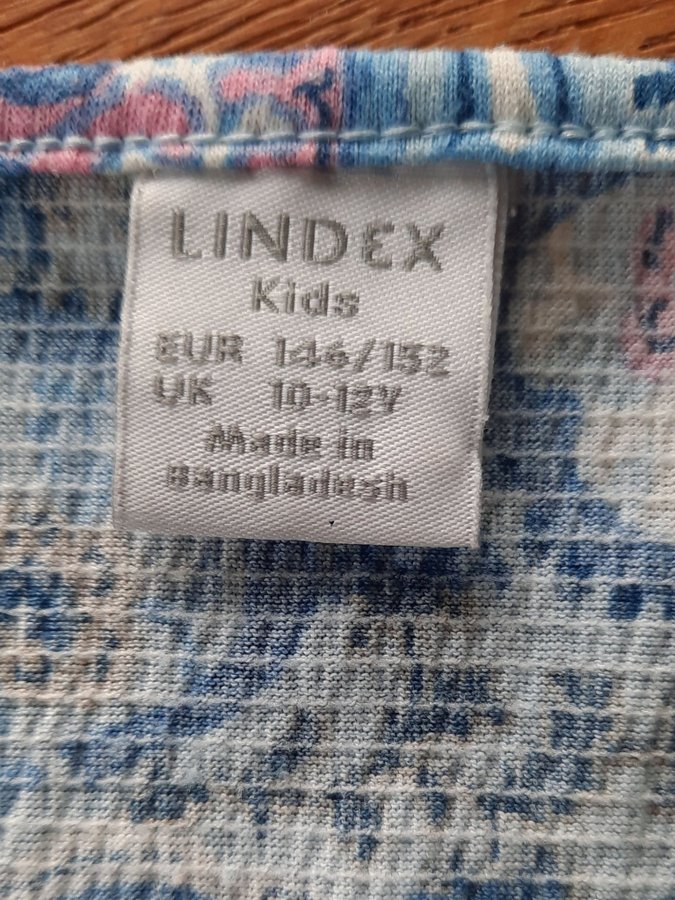 LINDEX
Kids
EUR 146/152
UK 10-12Y
Made in
Bangladesh